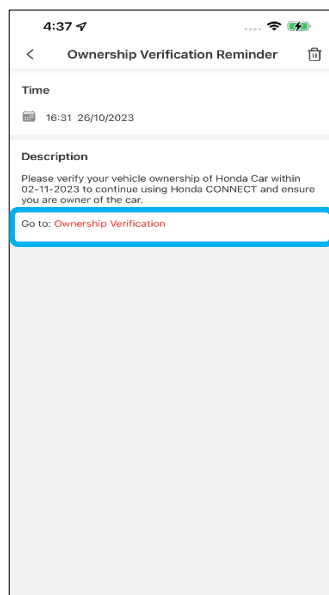 4:37
Ownership Verification Reminder
Time
16:31 26/10/2023
Description
Please verify your vehicle ownership of Honda Car within
02-11-2023 to continue using Honda CONNECT and ensure
you are owner of the car.
Go to: Ownership Verification